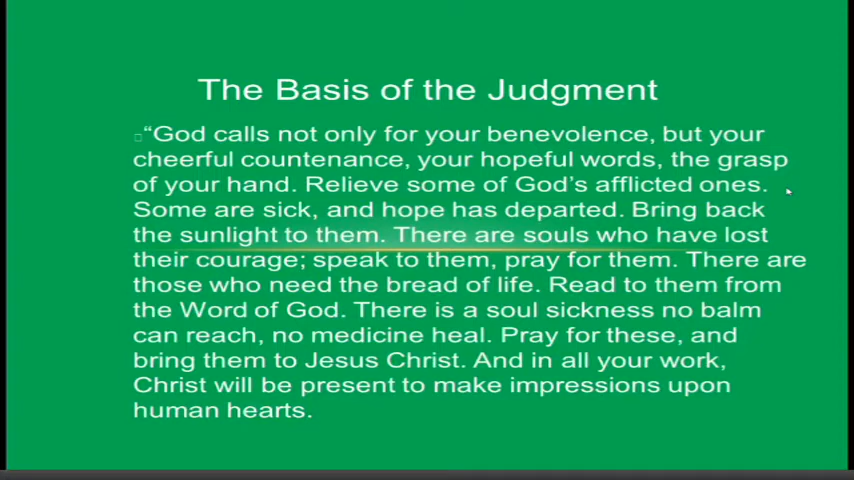 The Basis of the Judgment
“God calls not only for your benevolence, but your
cheerful countenance, your hopeful words, the grasp
of your hand. Relieve some of God’s afflicted ones.
Some are sick, and hope has departed. Bring back
the sunlight to them. There are souls who have lost
their courage; speak to them, pray for them. There are
those who need the bread of life. Read to them from
the Word of God. There is a soul sickness no balm
can reach, no medicine heal. Pray for these, and
bring them to Jesus Christ. And in all your work,
Christ will be present to make impressions upon
human hearts.